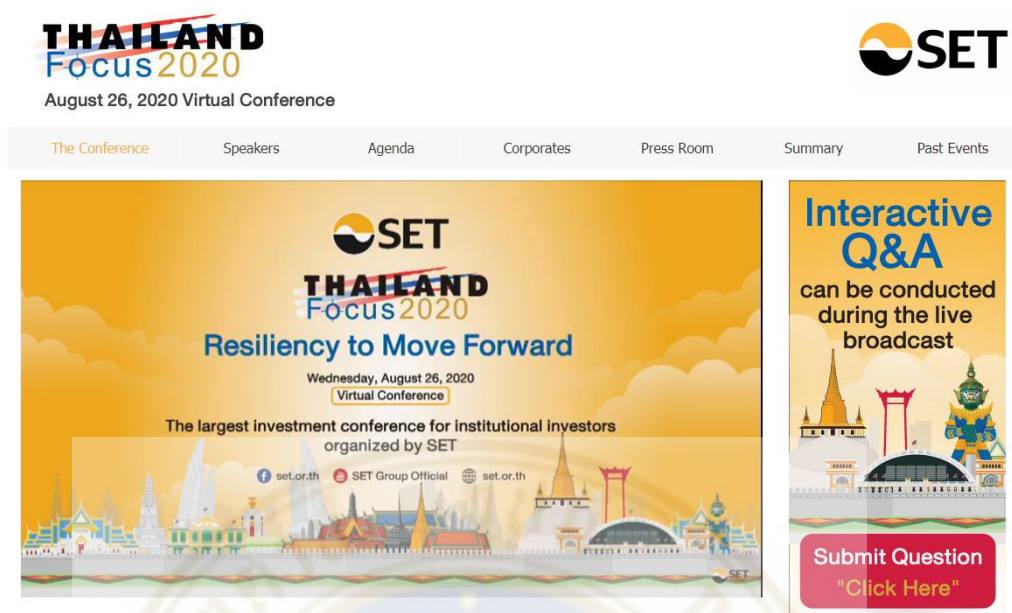 THAILAND
Focus2020
August 26, 2020 Virtual Conference
SET
The Conference Speakers Agenda Corporates Press Room Summary Past Events
SET
THAILAND
Focus2020
Resiliency to Move Forward
Wednesday, August 26, 2020
Virtual Conference
The largest investment conference for institutional investors
organized by SET
set.or.th SET Group Official set.or.th
SET
Interactive
Q&A
can be conducted
during the live
broadcast
Submit Question
"Click Here"